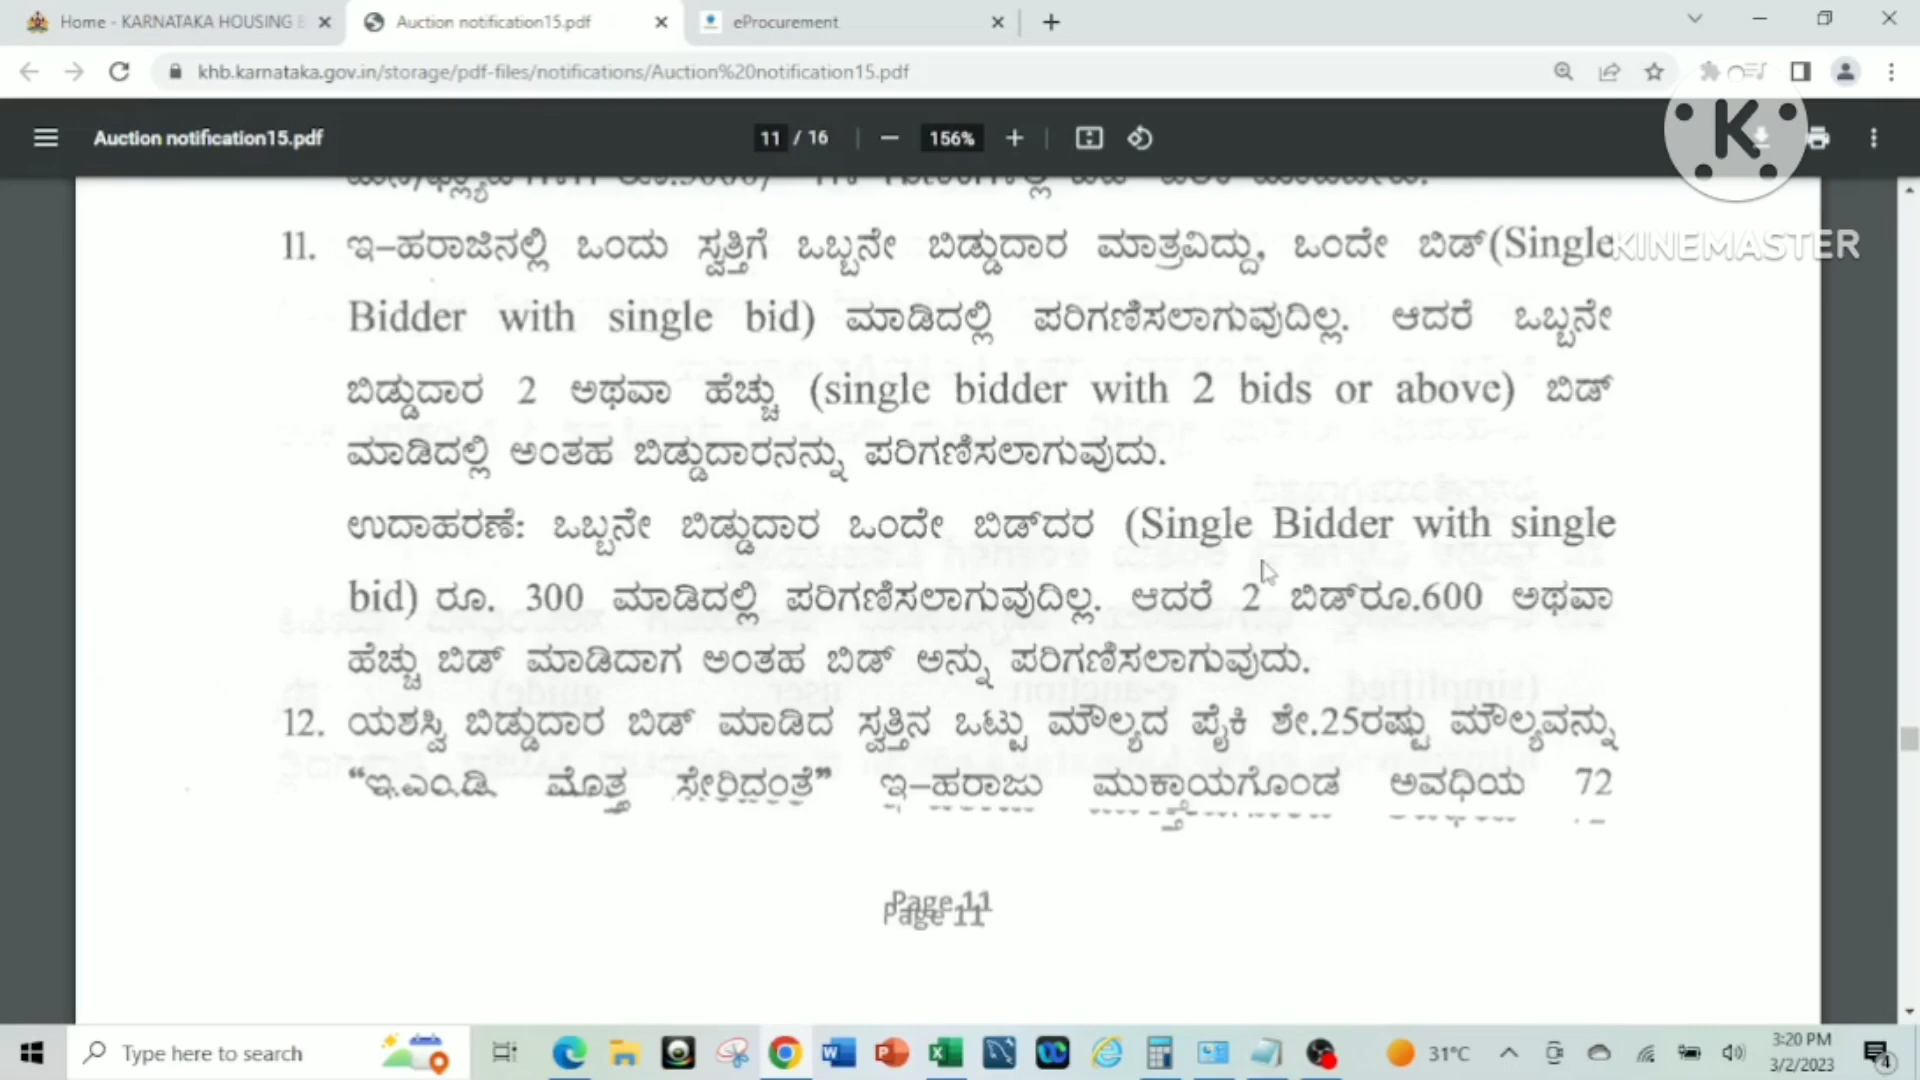 Home - KARNATAKA HOUSING B
Auction notification15.pdf
eProcurement
khb.karnataka.gov.in/storage/pdf-files/notifications/Auction%20notification15.pdf
Auction notification15.pdf
11 / 16
156%
K
KINEMASTER
11. ಇ-ಹರಾಜಿನಲ್ಲಿ ಒಂದು ಸ್ವತ್ತಿಗೆ ಒಬ್ಬನೇ ಬಿಡ್ಡುದಾರ ಮಾತ್ರವಿದ್ದು, ಒಂದೇ ಬಿಡ್(Single
Bidder with single bid) ಮಾಡಿದಲ್ಲಿ ಪರಿಗಣಿಸಲಾಗುವುದಿಲ್ಲ. ಆದರೆ ಒಬ್ಬನೇ
ಬಿಡ್ಡುದಾರ 2 ಅಥವಾ ಹೆಚ್ಚು (single bidder with 2 bids or above) ಬಿಡ್
ಮಾಡಿದಲ್ಲಿ ಅಂತಹ ಬಿಡ್ಡುದಾರನನ್ನು ಪರಿಗಣಿಸಲಾಗುವುದು.
ಉದಾಹರಣೆ: ಒಬ್ಬನೇ ಬಿಡ್ಡುದಾರ ಒಂದೇ ಬಿಡ್‌ದರ (Single Bidder with single
bid) ರೂ. 300 ಮಾಡಿದಲ್ಲಿ ಪರಿಗಣಿಸಲಾಗುವುದಿಲ್ಲ. ಆದರೆ 2 ಬಿಡ್‌ರೂ.600 ಅಥವಾ
ಹೆಚ್ಚು ಬಿಡ್ ಮಾಡಿದಾಗ ಅಂತಹ ಬಿಡ್ ಅನ್ನು ಪರಿಗಣಿಸಲಾಗುವುದು.
12. ಯಶಸ್ವಿ ಬಿಡ್ಡುದಾರ ಬಿಡ್ ಮಾಡಿದ ಸ್ವತ್ತಿನ ಒಟ್ಟು ಮೌಲ್ಯದ ಪೈಕಿ ಶೇ.25ರಷ್ಟು ಮೌಲ್ಯವನ್ನು
“ಇ.ಎಂ.ಡಿ. ಮೊತ್ತ ಸೇರಿದಂತೆ” ಇ-ಹರಾಜು ಮುಕ್ತಾಯಗೊಂಡ ಅವಧಿಯ 72
Page 11
Type here to search
31°C
3:20 PM
3/2/2023
4